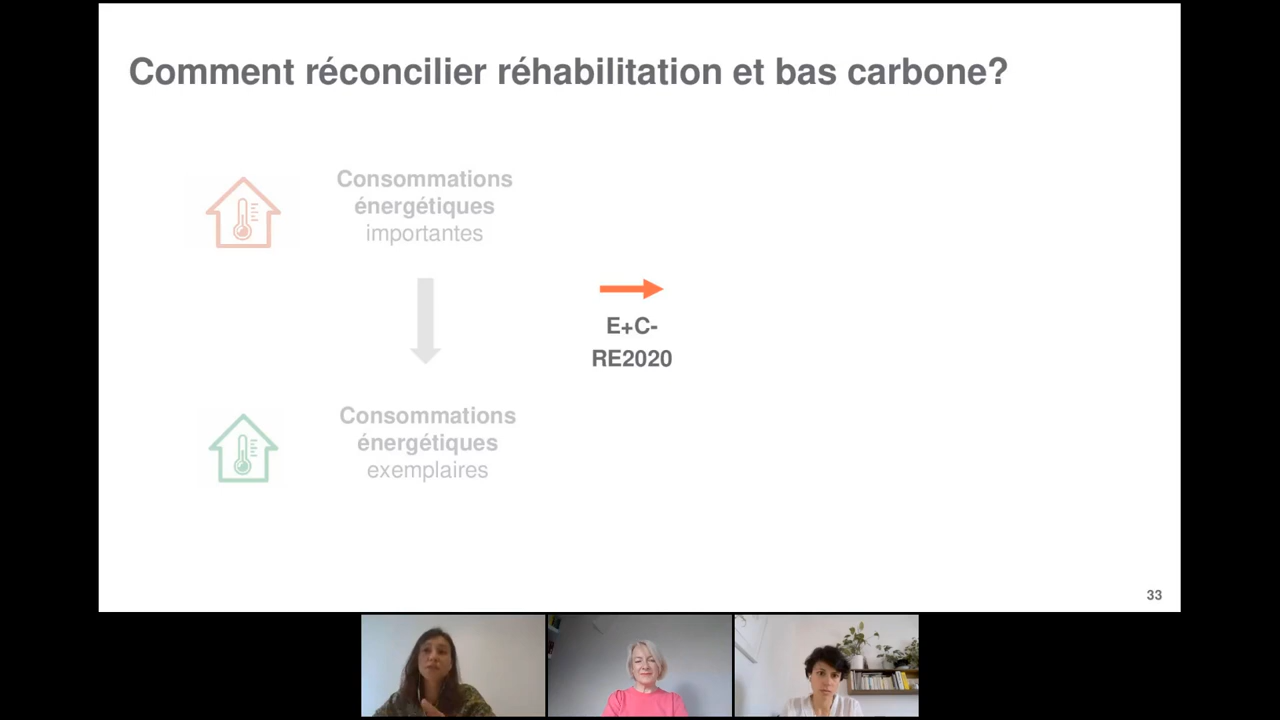 Comment réconcilier réhabilitation et bas carbone?
Consommations
énergétiques
importantes
E+C-
RE2020
Consommations
énergétiques
exemplaires
33